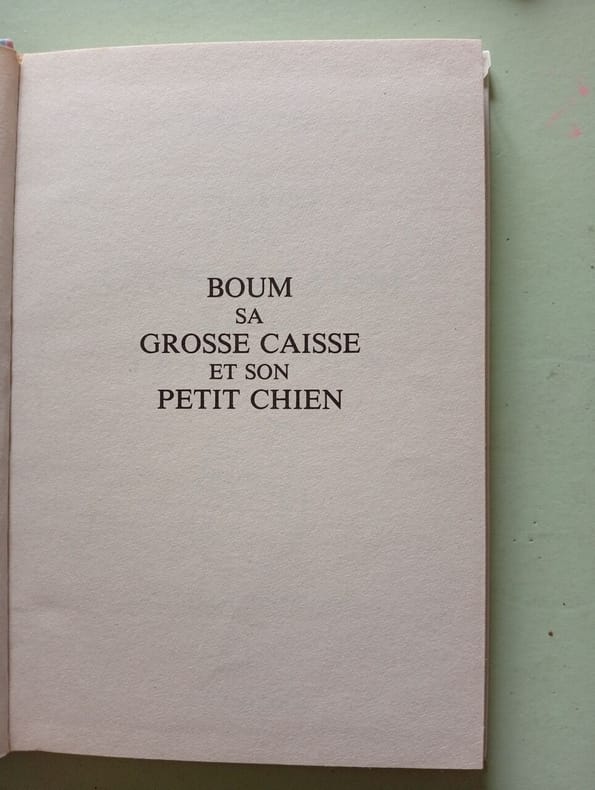 BOUM
SA
GROSSE CAISSE
ET SON
PETIT CHIEN